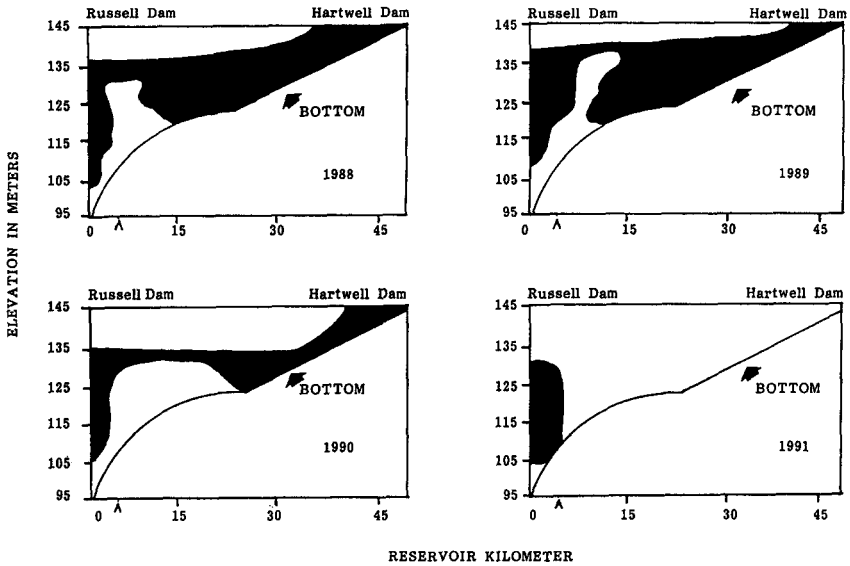 Russell Dam Hartwell Dam
145
135
125
115
105
95
BOTTOM
1988
0 15 30 45
Russell Dam Hartwell Dam
145
135
125
115
105
95
BOTTOM
1989
0 15 30 45
ELEVATION IN METERS
Russell Dam Hartwell Dam
145
135
125
115
105
95
BOTTOM
1990
0 15 30 45
Russell Dam Hartwell Dam
145
135
125
115
105
95
BOTTOM
1991
0 15 30 45
RESERVOIR KILOMETER